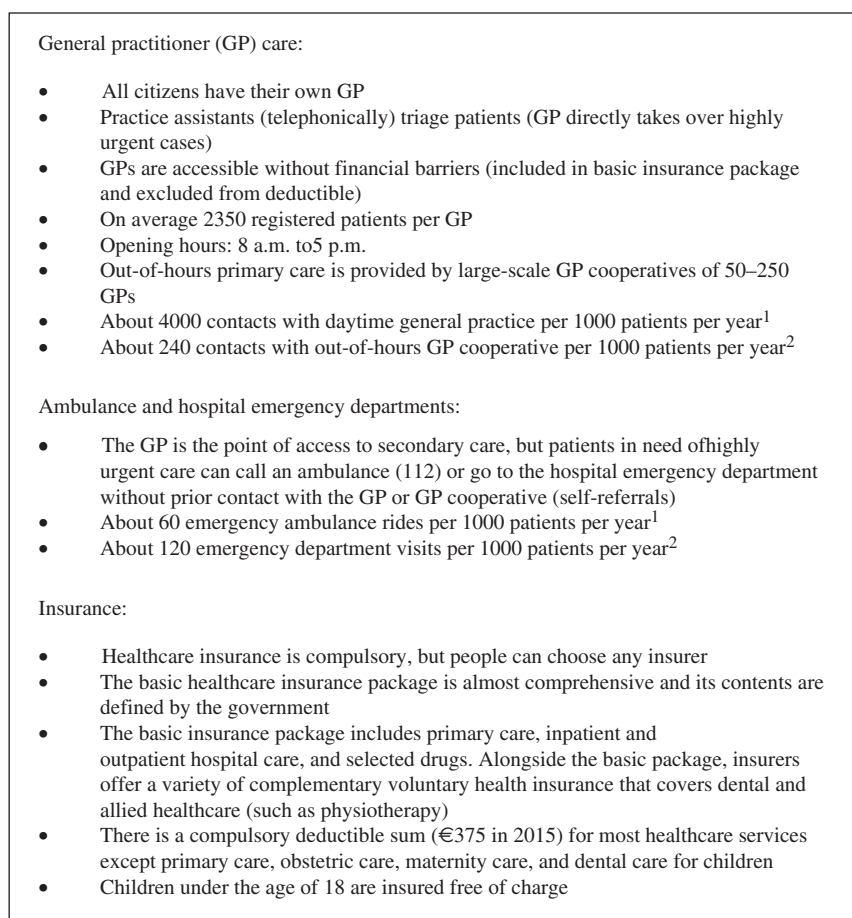 General practitioner (GP) care:
• All citizens have their own GP
• Practice assistants (telephonically) triage patients (GP directly takes over highly
urgent cases)
• GPs are accessible without financial barriers (included in basic insurance package
and excluded from deductible)
• On average 2350 registered patients per GP
• Opening hours: 8 a.m. to5 p.m.
• Out-of-hours primary care is provided by large-scale GP cooperatives of 50–250
GPs
• About 4000 contacts with daytime general practice per 1000 patients per year1
• About 240 contacts with out-of-hours GP cooperative per 1000 patients per year2
Ambulance and hospital emergency departments:
• The GP is the point of access to secondary care, but patients in need ofhighly
urgent care can call an ambulance (112) or go to the hospital emergency department
without prior contact with the GP or GP cooperative (self-referrals)
• About 60 emergency ambulance rides per 1000 patients per year1
• About 120 emergency department visits per 1000 patients per year2
Insurance:
• Healthcare insurance is compulsory, but people can choose any insurer
• The basic healthcare insurance package is almost comprehensive and its contents are
defined by the government
• The basic insurance package includes primary care, inpatient and
outpatient hospital care, and selected drugs. Alongside the basic package, insurers
offer a variety of complementary voluntary health insurance that covers dental and
allied healthcare (such as physiotherapy)
• There is a compulsory deductible sum (€375 in 2015) for most healthcare services
except primary care, obstetric care, maternity care, and dental care for children
• Children under the age of 18 are insured free of charge